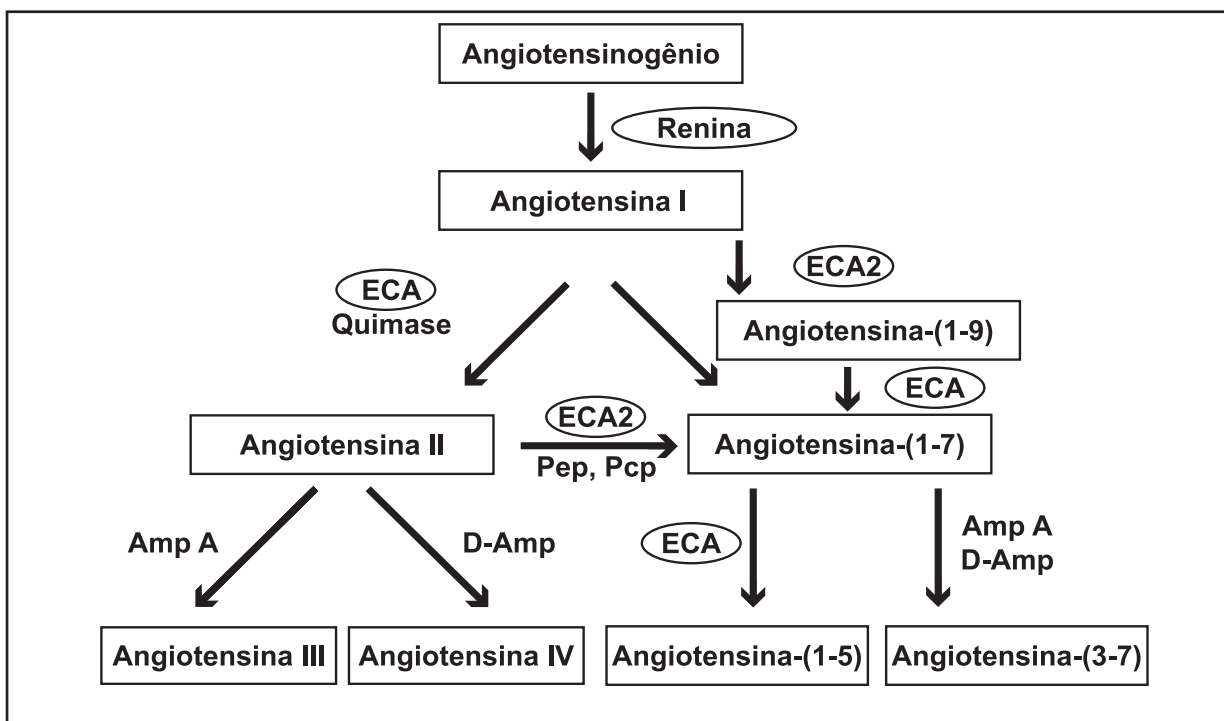 Angiotensinogênio
Renina
Angiotensina I
ECA2
ECA
Quimase
Angiotensina-(1-9)
ECA
ECA2
Angiotensina II
Angiotensina-(1-7)
Pep, Pcp
Amp A
D-Amp
ECA
Amp A
D-Amp
Angiotensina III
Angiotensina IV
Angiotensina-(1-5)
Angiotensina-(3-7)